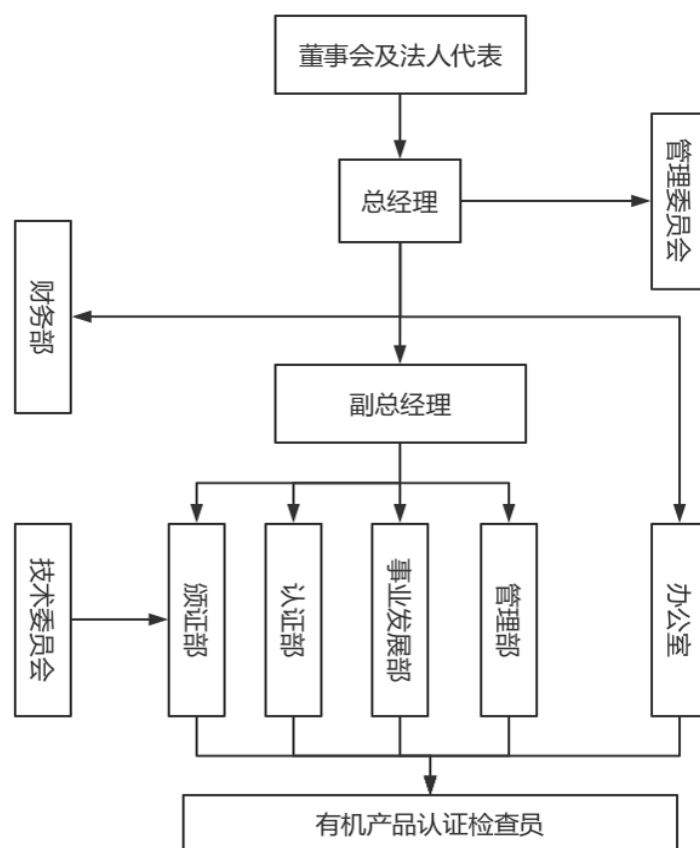 董事会及法人代表
管理委员会
总经理
财务部
副总经理
技术委员会
颁证部
认证部
事业发展部
管理部
办公室
有机产品认证检查员